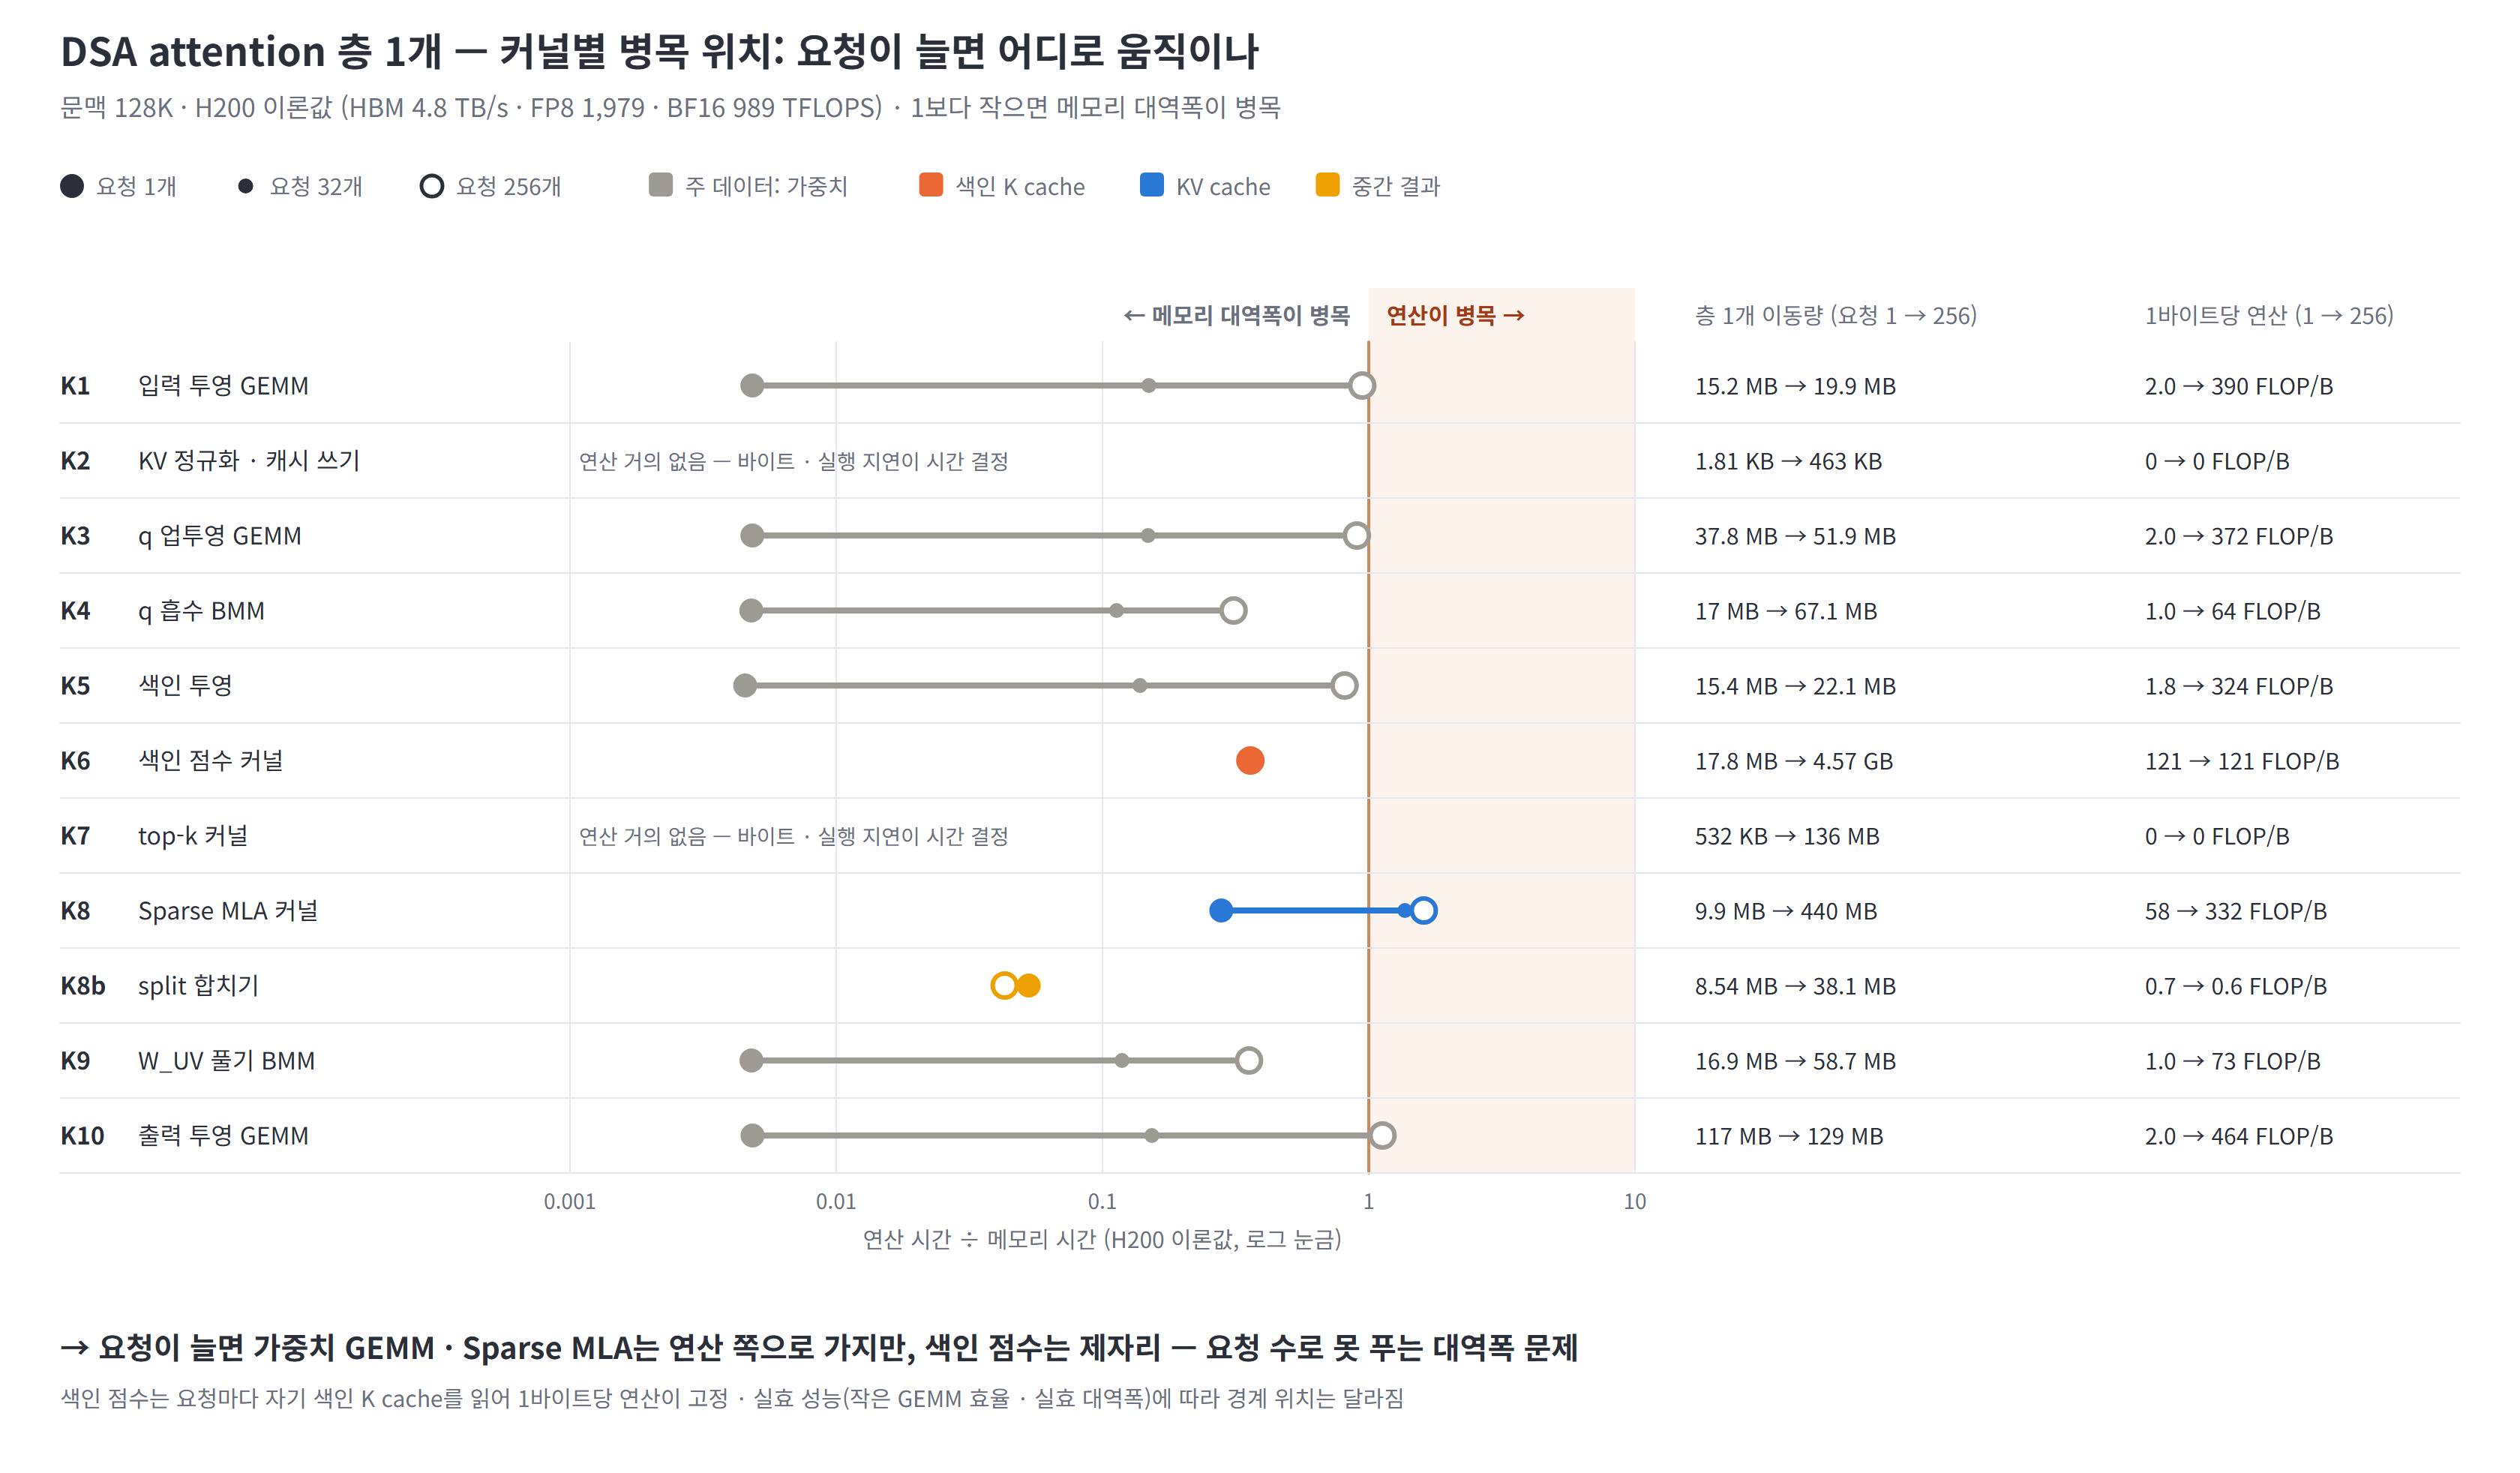 DSA attention 층 1개 — 커널별 병목 위치: 요청이 늘면 어디로 움직이나
문맥 128K · H200 이론값 (HBM 4.8 TB/s · FP8 1,979 · BF16 989 TFLOPS) · 1보다 작으면 메모리 대역폭이 병목
요청 1개 요청 32개 요청 256개 주 데이터: 가중치 색인 K cache KV cache 중간 결과
← 메모리 대역폭이 병목 연산이 병목 → 층 1개 이동량 (요청 1 → 256) 1바이트당 연산 (1 → 256)
K1 입력 투영 GEMM 15.2 MB → 19.9 MB 2.0 → 390 FLOP/B
K2 KV 정규화 · 캐시 쓰기 연산 거의 없음 — 바이트 · 실행 지연이 시간 결정 1.81 KB → 463 KB 0 → 0 FLOP/B
K3 q 업투영 GEMM 37.8 MB → 51.9 MB 2.0 → 372 FLOP/B
K4 q 흡수 BMM 17 MB → 67.1 MB 1.0 → 64 FLOP/B
K5 색인 투영 15.4 MB → 22.1 MB 1.8 → 324 FLOP/B
K6 색인 점수 커널 17.8 MB → 4.57 GB 121 → 121 FLOP/B
K7 top-k 커널 연산 거의 없음 — 바이트 · 실행 지연이 시간 결정 532 KB → 136 MB 0 → 0 FLOP/B
K8 Sparse MLA 커널 9.9 MB → 440 MB 58 → 332 FLOP/B
K8b split 합치기 8.54 MB → 38.1 MB 0.7 → 0.6 FLOP/B
K9 W_UV 풀기 BMM 16.9 MB → 58.7 MB 1.0 → 73 FLOP/B
K10 출력 투영 GEMM 117 MB → 129 MB 2.0 → 464 FLOP/B
0.001 0.01 0.1 1 10
연산 시간 ÷ 메모리 시간 (H200 이론값, 로그 눈금)
→ 요청이 늘면 가중치 GEMM · Sparse MLA는 연산 쪽으로 가지만, 색인 점수는 제자리 — 요청 수로 못 푸는 대역폭 문제
색인 점수는 요청마다 자기 색인 K cache를 읽어 1바이트당 연산이 고정 · 실효 성능(작은 GEMM 효율 · 실효 대역폭)에 따라 경계 위치는 달라짐